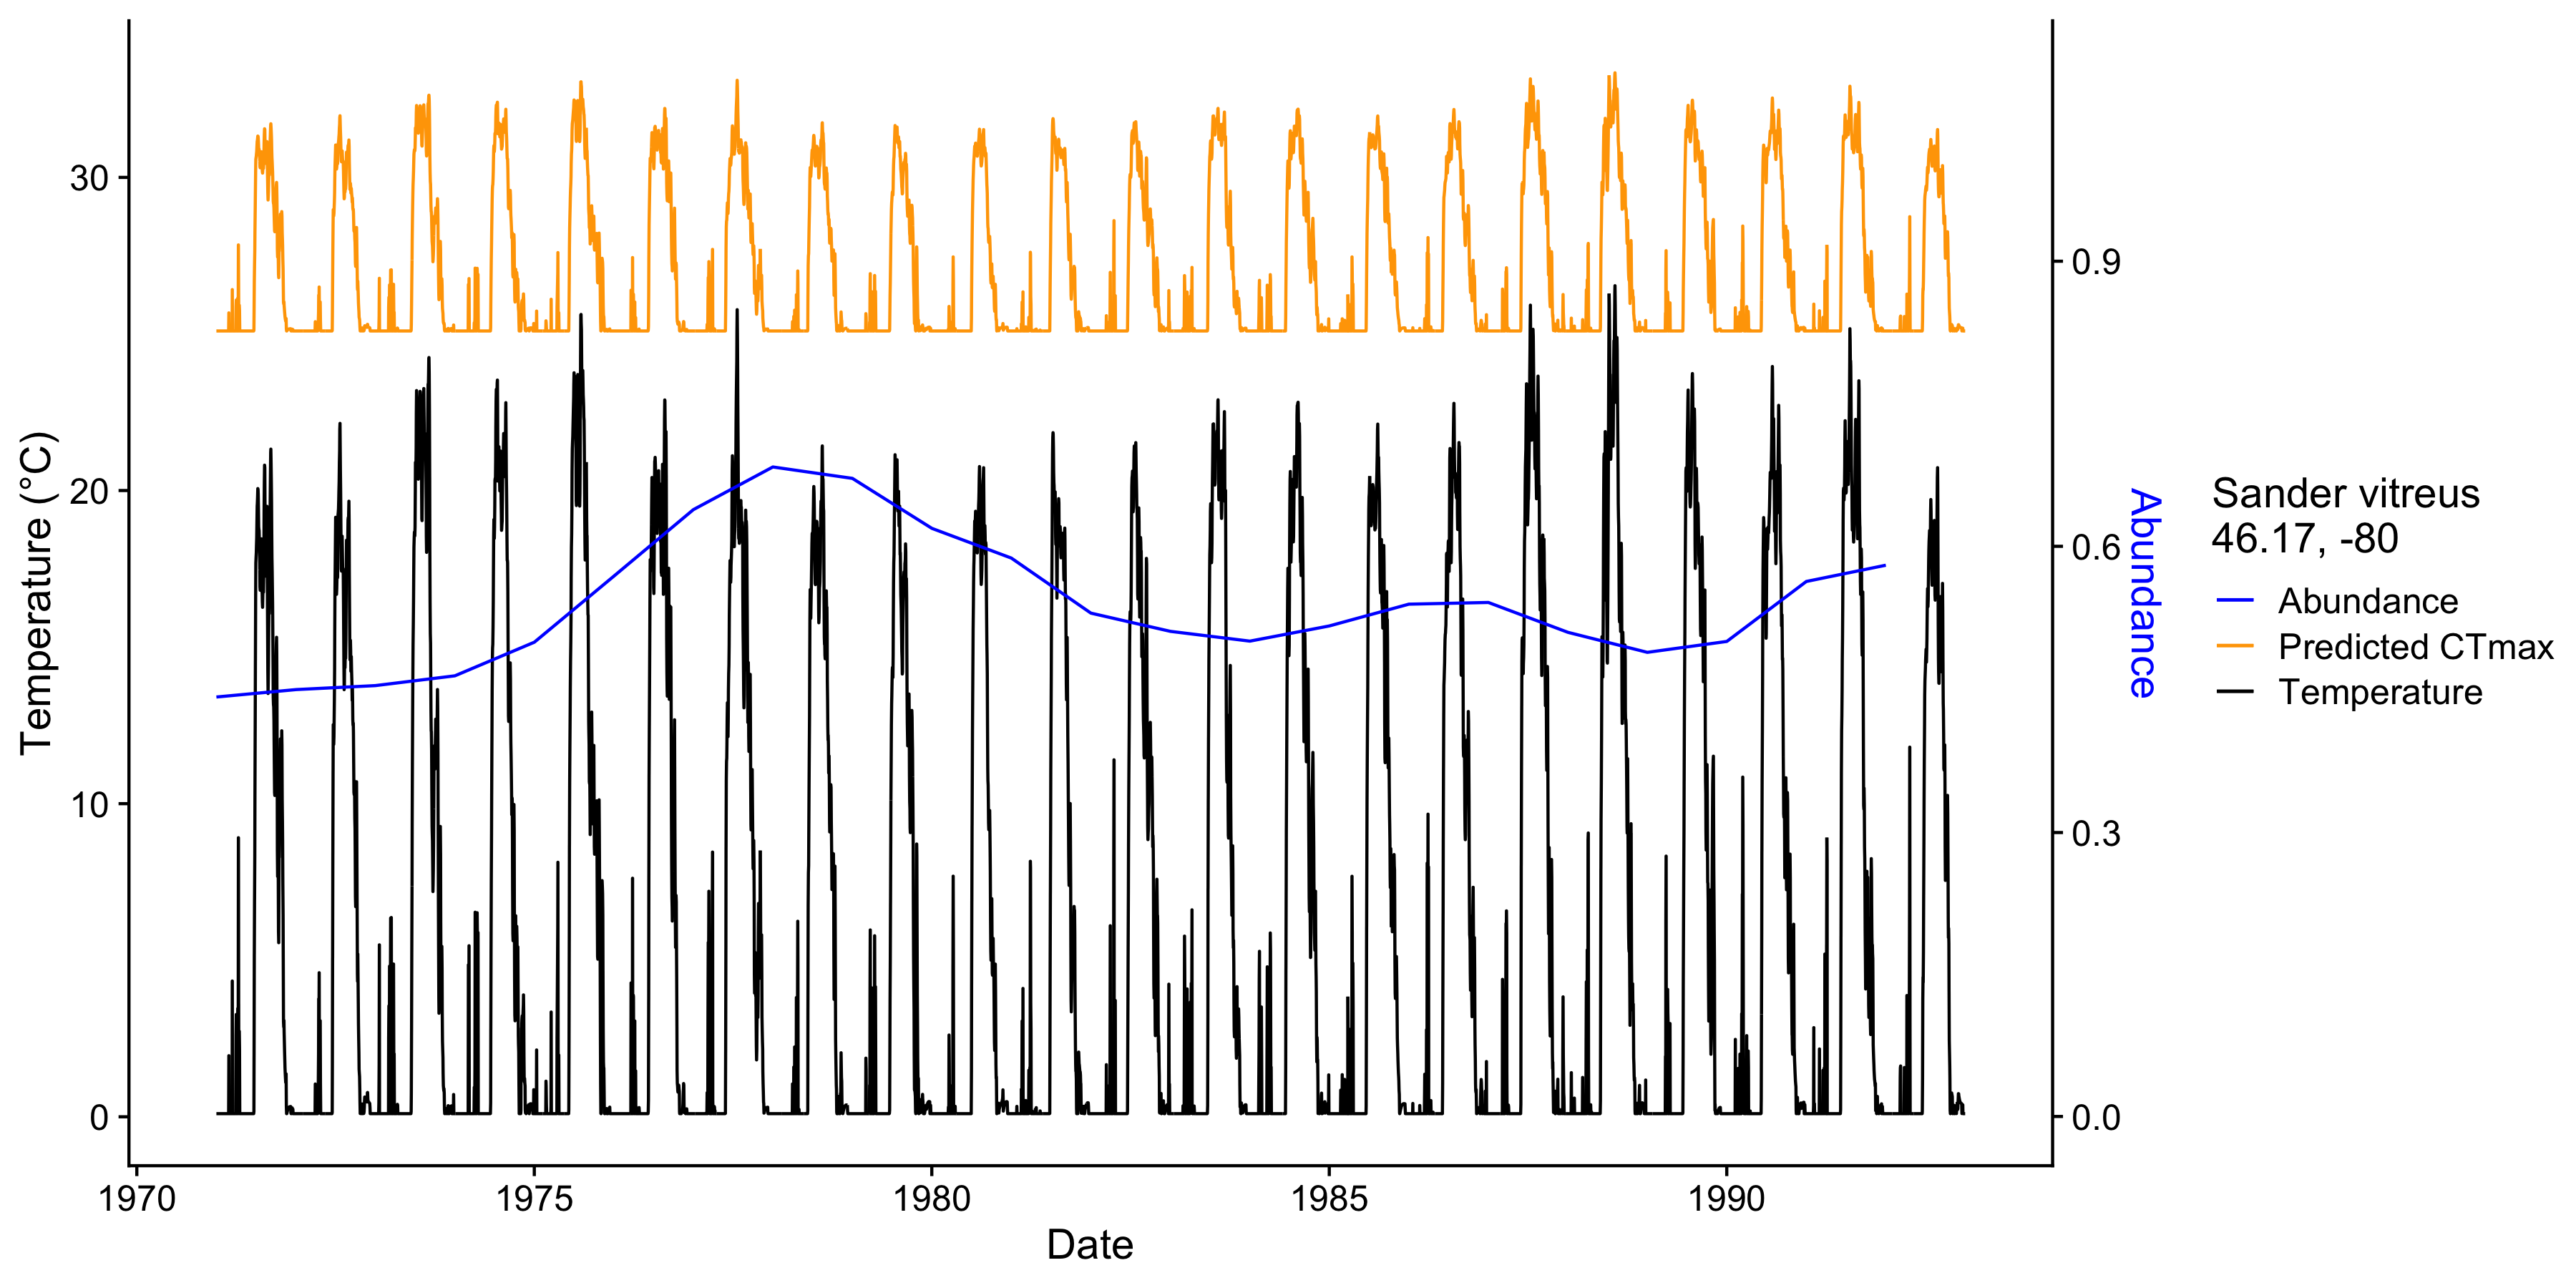 30
20
10
0
Temperature (°C)
1970
1975
1980
1985
1990
Date
0.9
0.6
0.3
0.0
Abundance
Sander vitreus
46.17, -80
Abundance
Predicted CTmax
Temperature